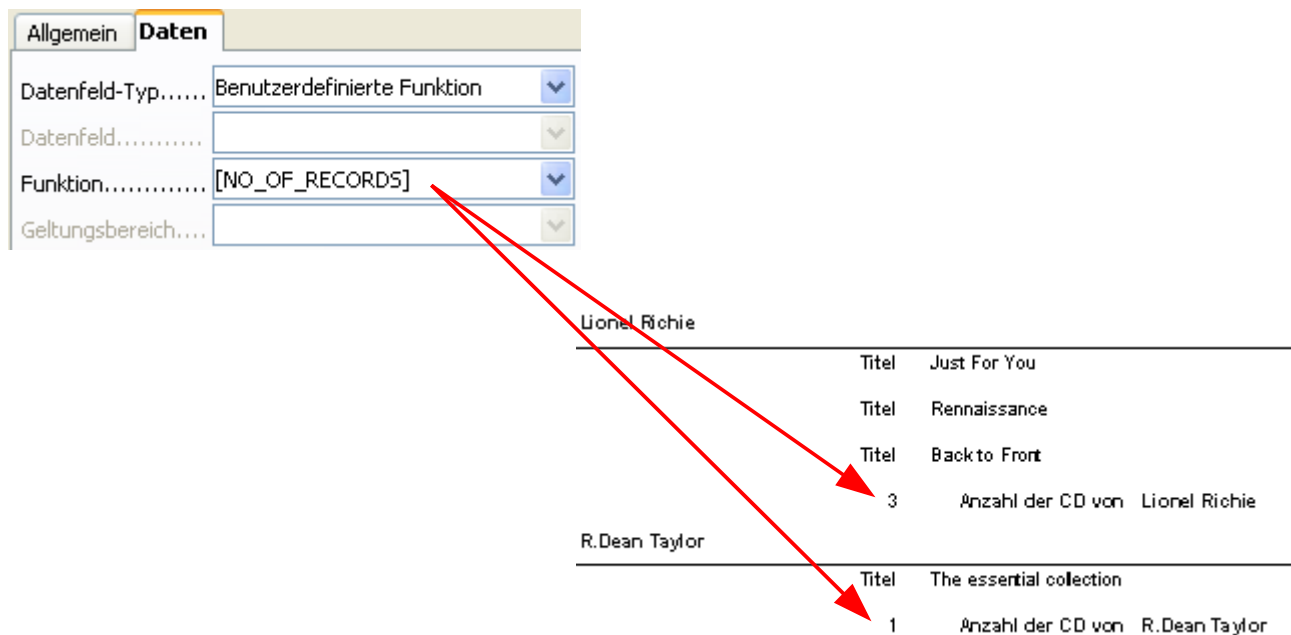 Allgemein Daten
Datenfeld-Typ...... Benutzerdefinierte Funktion
Datenfeld...........
Funktion............. [NO_OF_RECORDS]
Geltungsbereich....
Lionel Richie
Titel Just For You
Titel Rennaissance
Titel Back to Front
3 Anzahl der CD von Lionel Richie
R.Dean Taylor
Titel The essential collection
1 Anzahl der CD von R.Dean Taylor